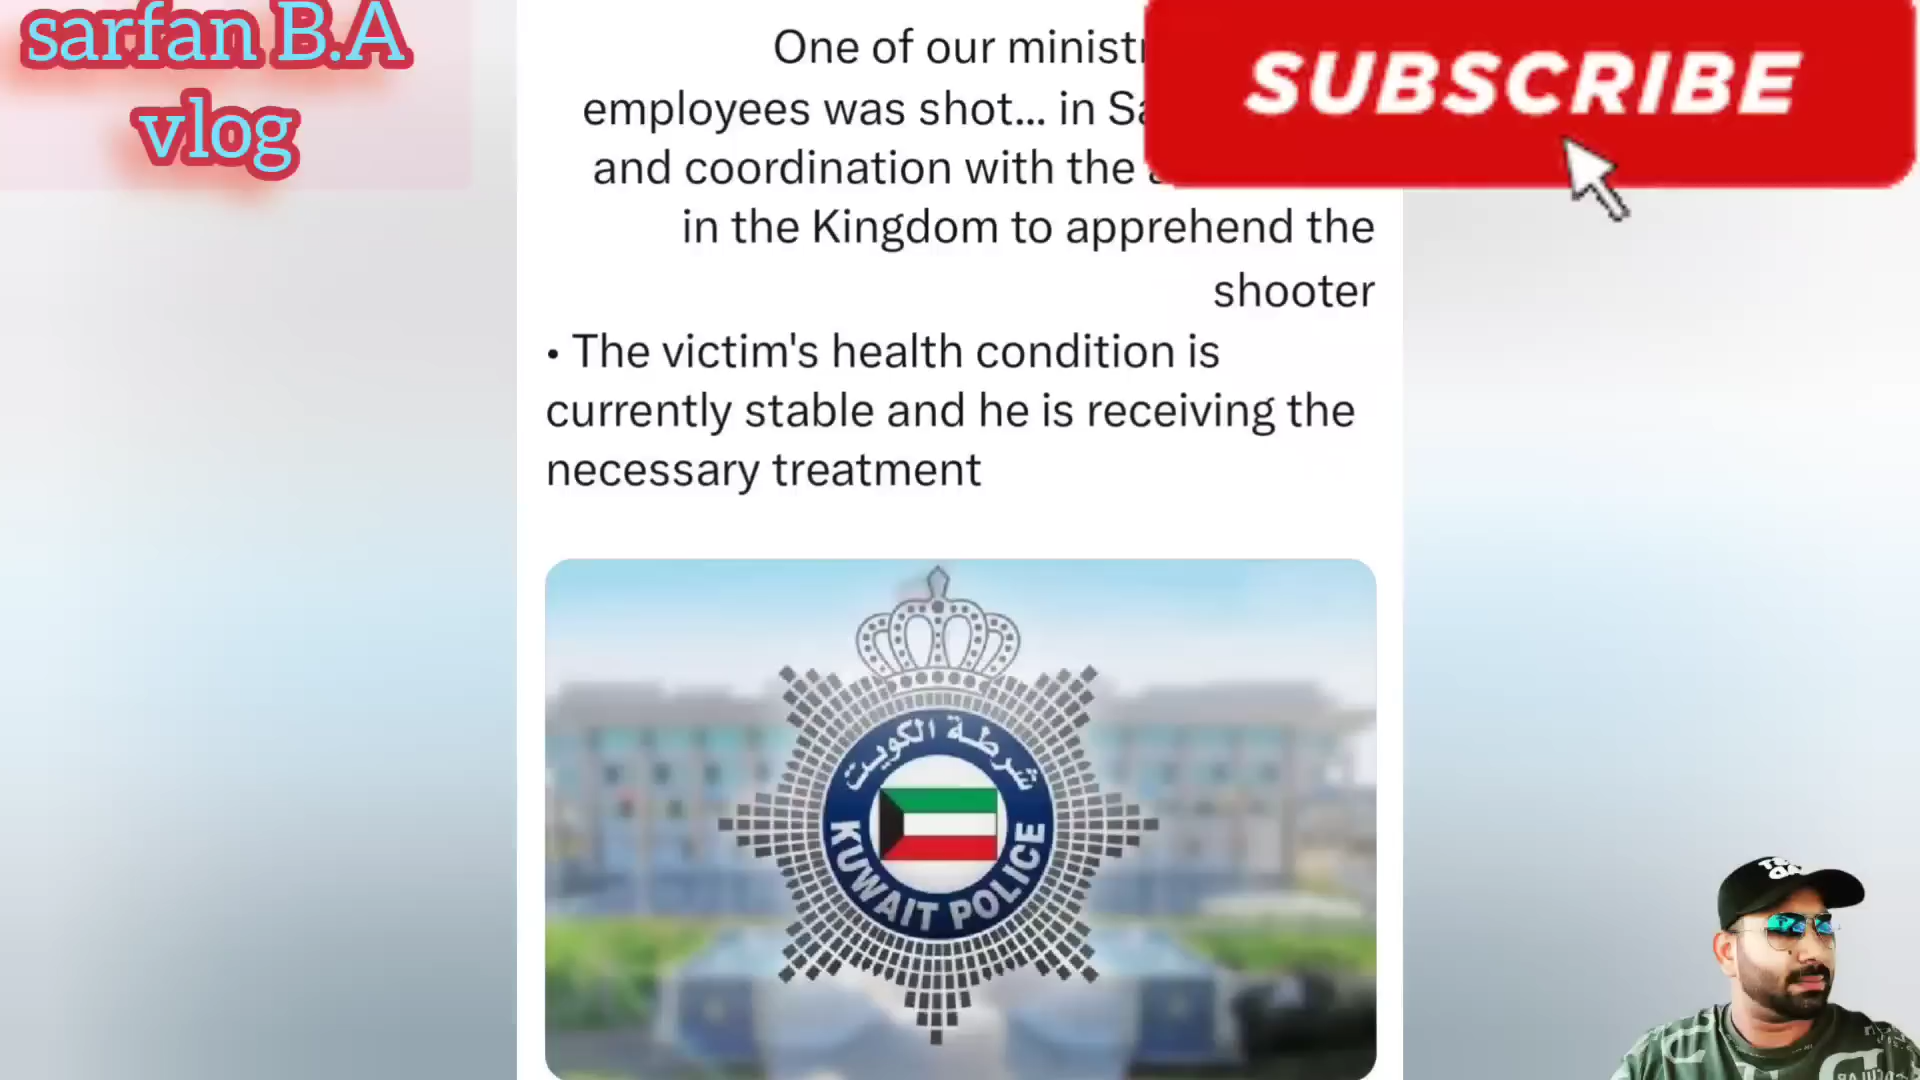 sarfan B.A
vlog
One of our
employees was shot... in
and coordination with the
in the Kingdom to apprehend the
shooter
• The victim's health condition is
currently stable and he is receiving the
necessary treatment
SUBSCRIBE
شرطة الكويت
KUWAIT POLICE